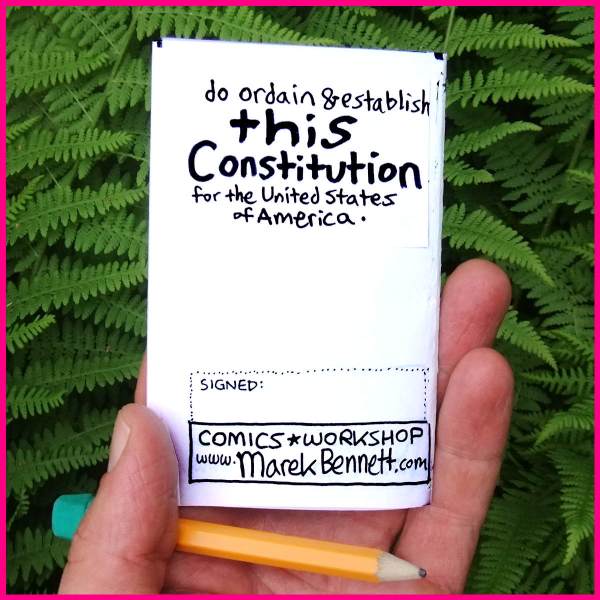 do ordain & establish
this
Constitution
for the United States
of America.
SIGNED:
COMICS★WORKSHOP
www.MarekBennett.com